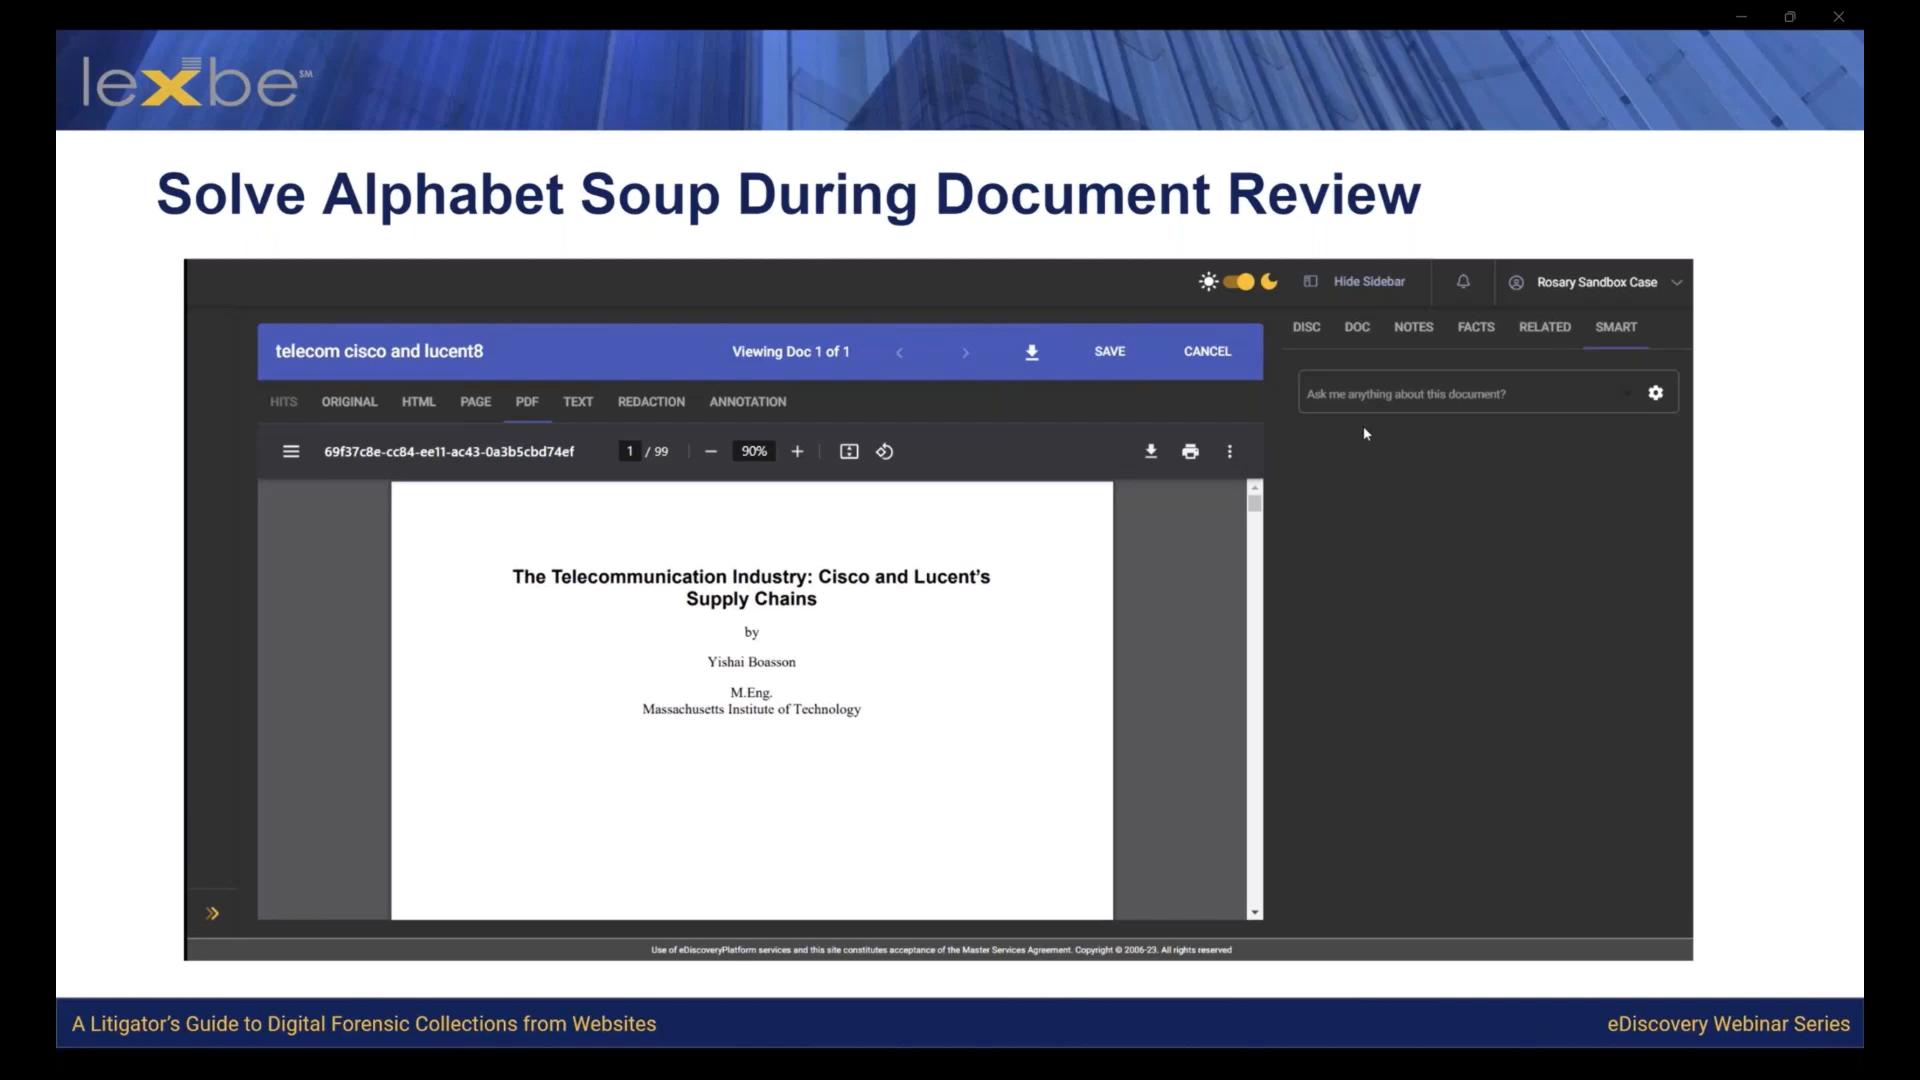 lexbe SM
Solve Alphabet Soup During Document Review
Hide Sidebar
Rosary Sandbox Case
telecom cisco and lucent8
Viewing Doc 1 of 1
SAVE
CANCEL
DISC DOC NOTES FACTS RELATED SMART
Ask me anything about this document?
HITS ORIGINAL HTML PAGE PDF TEXT REDACTION ANNOTATION
69f37c8e-cc84-ee11-ac43-0a3b5cbd74ef
1 / 99
90%
The Telecommunication Industry: Cisco and Lucent's
Supply Chains
by
Yishai Boasson
M.Eng.
Massachusetts Institute of Technology
Use of eDiscoveryPlatform services and this site constitutes acceptance of the Master Services Agreement. Copyright © 2006-23. All rights reserved
A Litigator's Guide to Digital Forensic Collections from Websites
eDiscovery Webinar Series